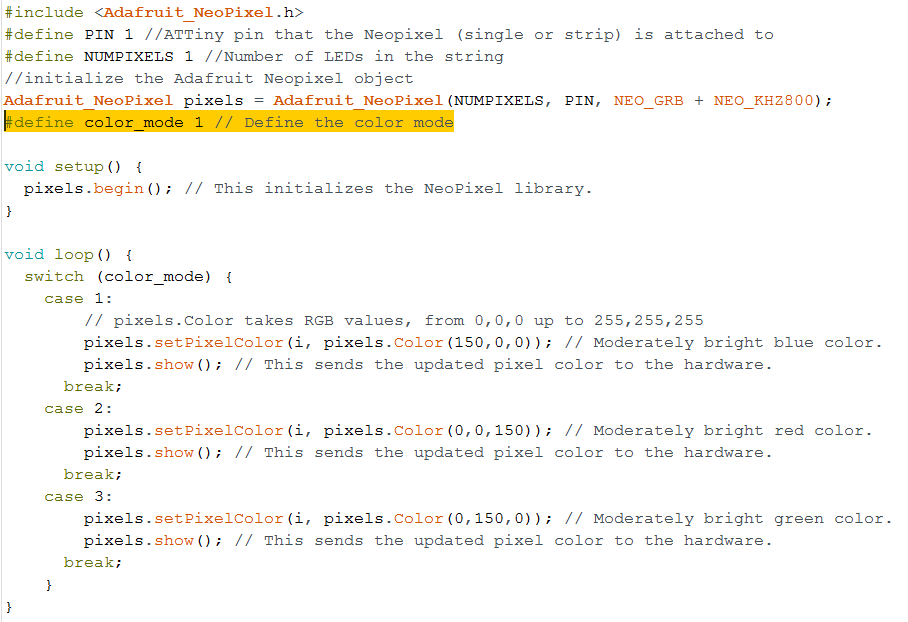 #include <Adafruit_NeoPixel.h>
#define PIN 1 //ATTiny pin that the Neopixel (single or strip) is attached to
#define NUMPIXELS 1 //Number of LEDs in the string
//initialize the Adafruit Neopixel object
Adafruit_NeoPixel pixels = Adafruit_NeoPixel(NUMPIXELS, PIN, NEO_GRB + NEO_KHZ800);
#define color_mode 1 // Define the color mode

void setup() {
  pixels.begin(); // This initializes the NeoPixel library.
}

void loop() {
  switch (color_mode) {
    case 1:
        // pixels.Color takes RGB values, from 0,0,0 up to 255,255,255
        pixels.setPixelColor(i, pixels.Color(150,0,0)); // Moderately bright blue color.
        pixels.show(); // This sends the updated pixel color to the hardware.
      break;
    case 2:
        pixels.setPixelColor(i, pixels.Color(0,0,150)); // Moderately bright red color.
        pixels.show(); // This sends the updated pixel color to the hardware.
      break;
    case 3:
        pixels.setPixelColor(i, pixels.Color(0,150,0)); // Moderately bright green color.
        pixels.show(); // This sends the updated pixel color to the hardware.
      break;
    }
}